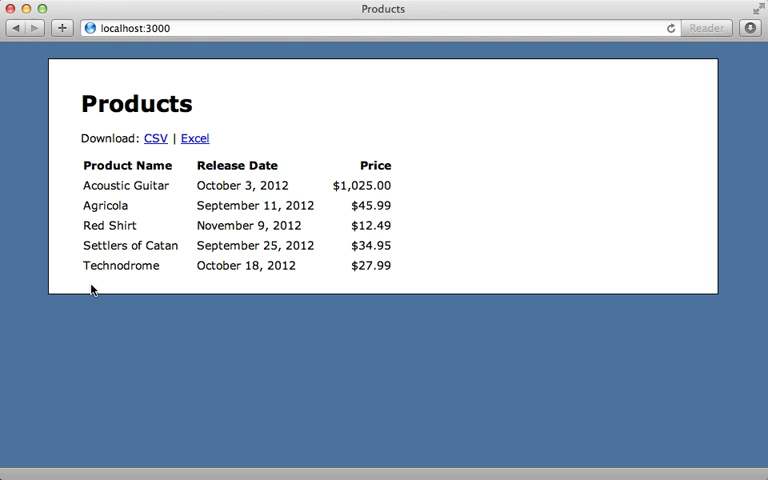 Products
localhost:3000
Reader
Products
Download: CSV | Excel
Product Name Release Date Price
Acoustic Guitar October 3, 2012 $1,025.00
Agricola September 11, 2012 $45.99
Red Shirt November 9, 2012 $12.49
Settlers of Catan September 25, 2012 $34.95
Technodrome October 18, 2012 $27.99